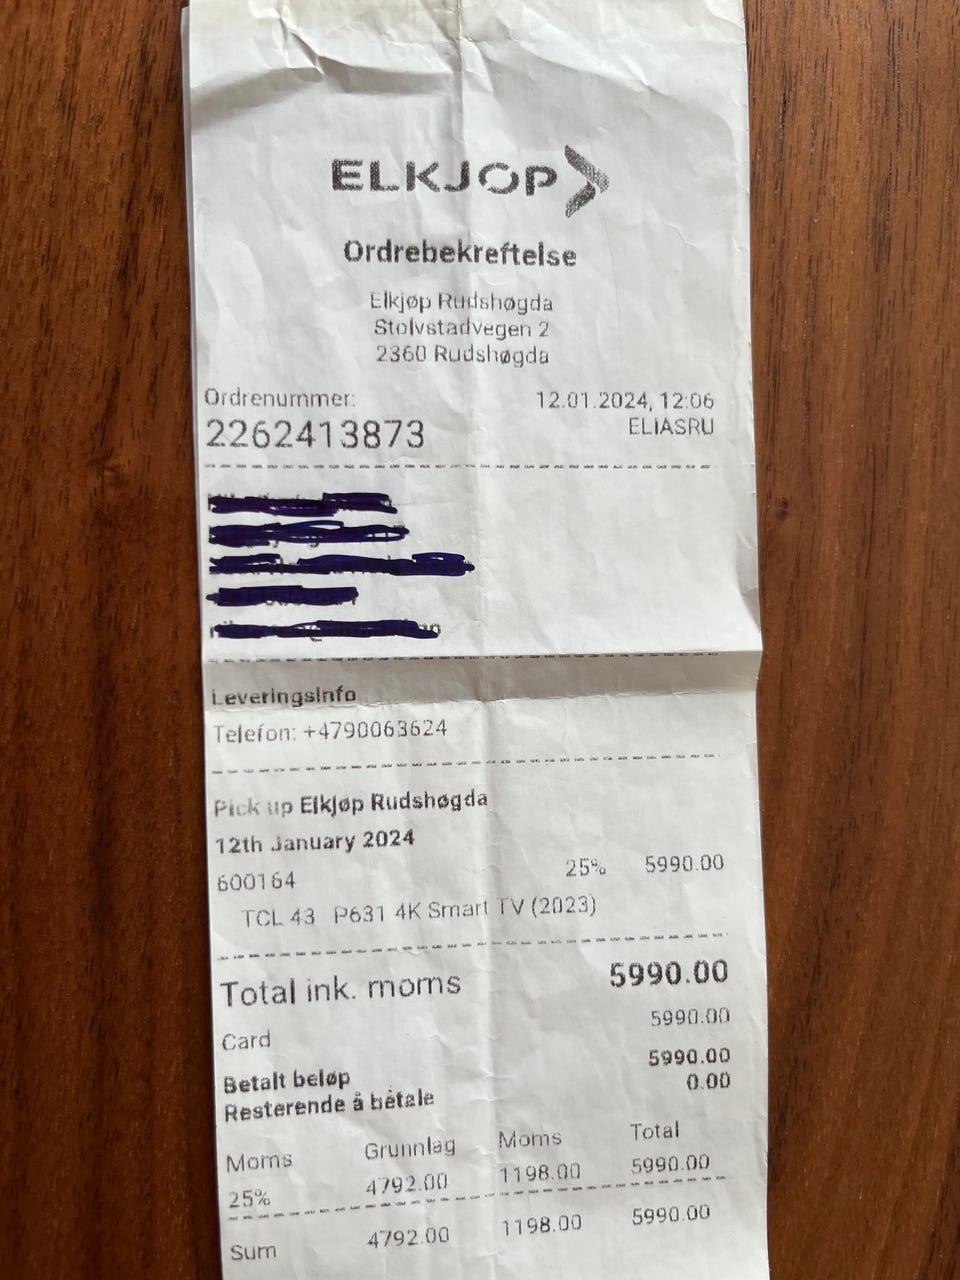 ELKJØP
Ordrebekreftelse
Elkjøp Rudshøgda
Stolvstadvegen 2
2360 Rudshøgda
Ordrenummer: 12.01.2024, 12:06
2262413873 ELIASRU
Leveringsinfo
Telefon: +4790063624
Pick up Elkjøp Rudshøgda
12th January 2024
600164 25% 5990.00
TCL 43 P631 4K Smart TV (2023)
Total ink. moms 5990.00
Card 5990.00
Betalt beløp 5990.00
Resterende å betale 0.00
Moms Grunnlag Moms Total
25% 4792.00 1198.00 5990.00
Sum 4792.00 1198.00 5990.00